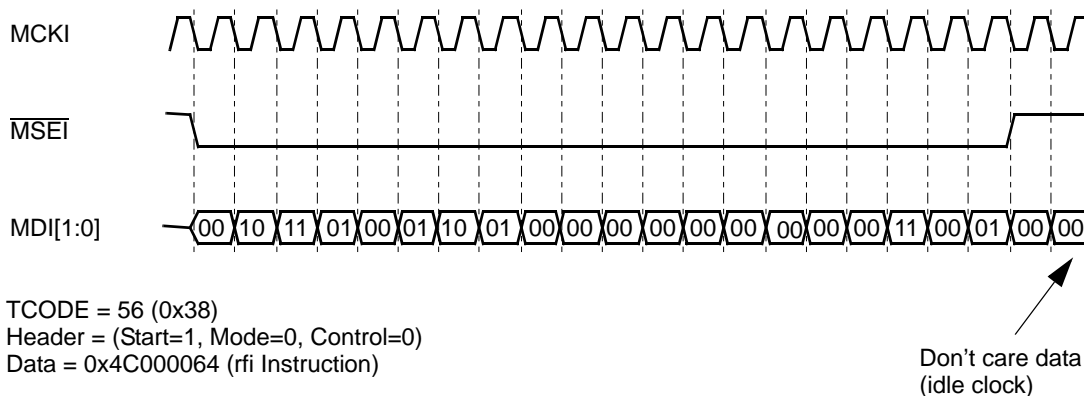 MCKI
MSEI
MDI[1:0] 00 10 11 01 00 01 10 01 00 00 00 00 00 00 00 00 00 11 00 01 00 00
TCODE = 56 (0x38)
Header = (Start=1, Mode=0, Control=0)
Data = 0x4C000064 (rfi Instruction)
Don't care data
(idle clock)